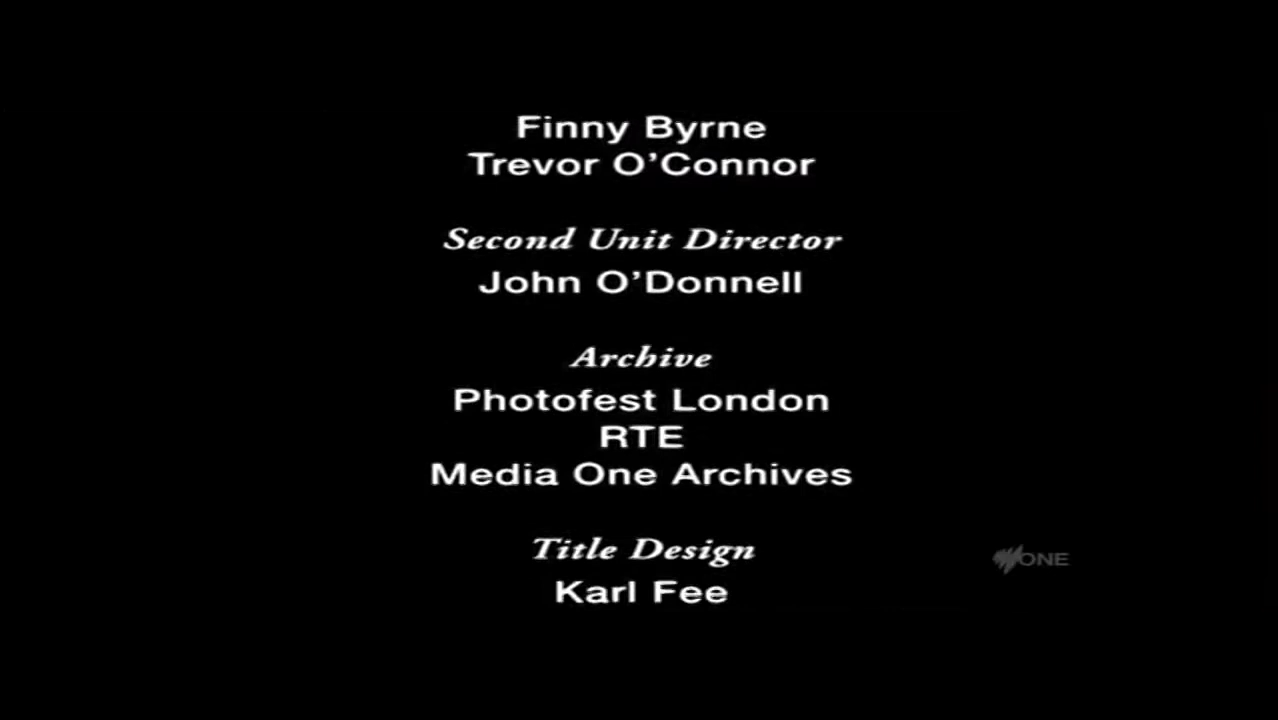 Finny Byrne
Trevor O'Connor
Second Unit Director
John O'Donnell
Archive
Photofest London
RTE
Media One Archives
Title Design
Karl Fee
ONE